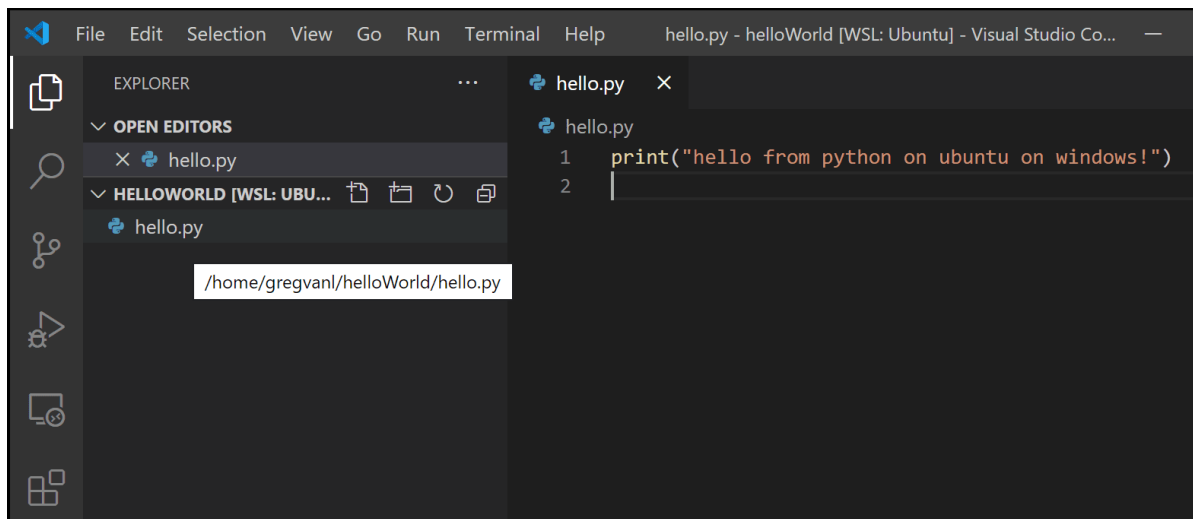 File Edit Selection View Go Run Terminal Help hello.py - helloWorld [WSL: Ubuntu] - Visual Studio Co...
EXPLORER
OPEN EDITORS
hello.py
HELLOWORLD [WSL: UBU...
hello.py
/home/gregvanl/helloWorld/hello.py
hello.py
hello.py
1 print("hello from python on ubuntu on windows!")
2